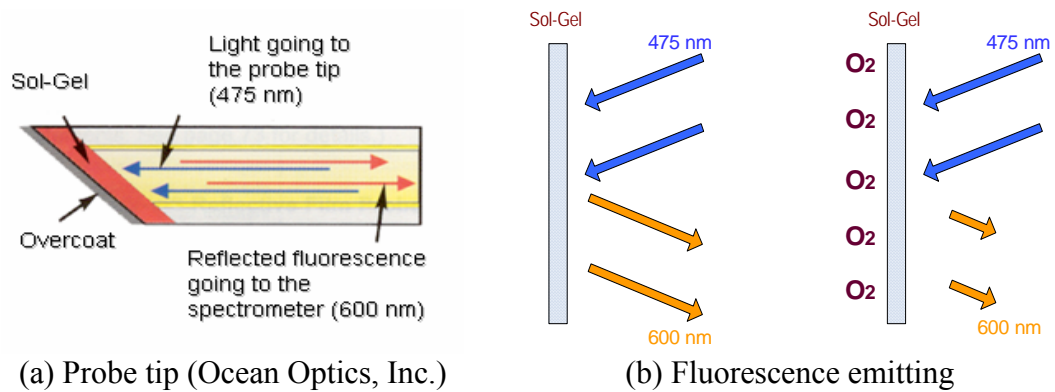 Light going to
the probe tip
(475 nm)
Sol-Gel
Overcoat
Reflected fluorescence
going to the
spectrometer (600 nm)
(a) Probe tip (Ocean Optics, Inc.)
Sol-Gel
475 nm
600 nm
Sol-Gel
475 nm
O2
O2
O2
O2
O2
600 nm
(b) Fluorescence emitting